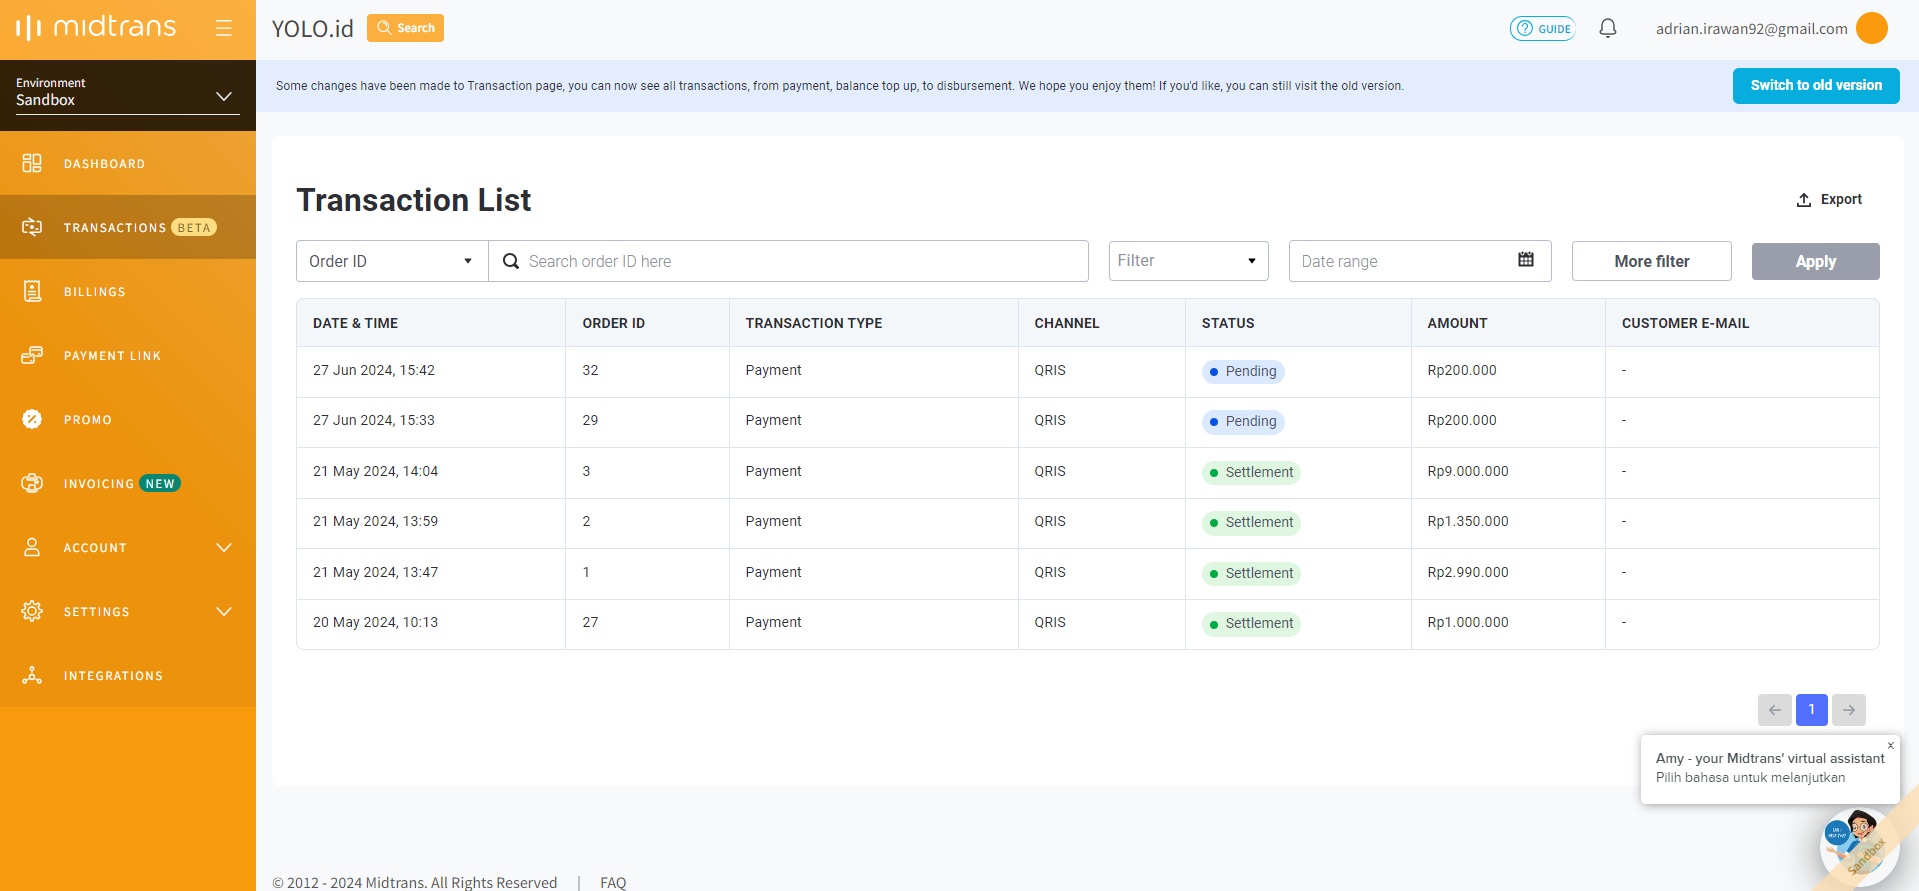 midtrans
YOLO.id
Search
GUIDE
adrian.irawan92@gmail.com
Environment
Sandbox
Some changes have been made to Transaction page, you can now see all transactions, from payment, balance top up, to disbursement. We hope you enjoy them! If you'd like, you can still visit the old version.
Switch to old version
DASHBOARD
TRANSACTIONS BETA
BILLINGS
PAYMENT LINK
PROMO
INVOICING NEW
ACCOUNT
SETTINGS
INTEGRATIONS
Transaction List
Export
Order ID
Search order ID here
Filter
Date range
More filter
Apply
DATE & TIME ORDER ID TRANSACTION TYPE CHANNEL STATUS AMOUNT CUSTOMER E-MAIL
27 Jun 2024, 15:42 32 Payment QRIS Pending Rp200.000 -
27 Jun 2024, 15:33 29 Payment QRIS Pending Rp200.000 -
21 May 2024, 14:04 3 Payment QRIS Settlement Rp9.000.000 -
21 May 2024, 13:59 2 Payment QRIS Settlement Rp1.350.000 -
21 May 2024, 13:47 1 Payment QRIS Settlement Rp2.990.000 -
20 May 2024, 10:13 27 Payment QRIS Settlement Rp1.000.000 -
1
x
Amy - your Midtrans' virtual assistant
Pilih bahasa untuk melanjutkan
Sandbox
© 2012 - 2024 Midtrans. All Rights Reserved | FAQ